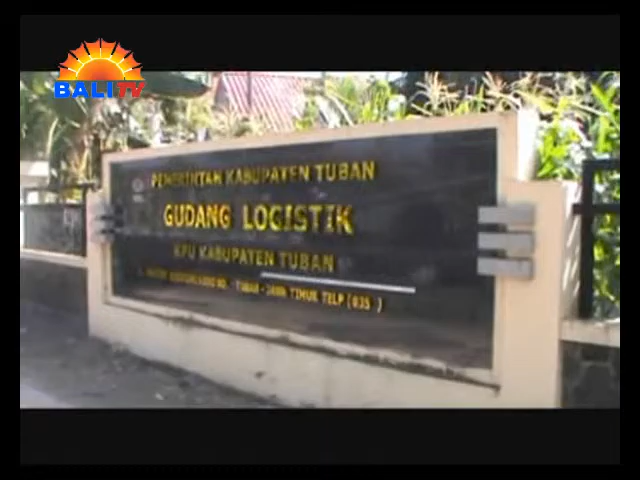 BALI TV
PEMERINTAH KABUPATEN TUBAN
GUDANG LOGISTIK
KPU KABUPATEN TUBAN
TUBAN - JAWA TIMUR TELP (035)